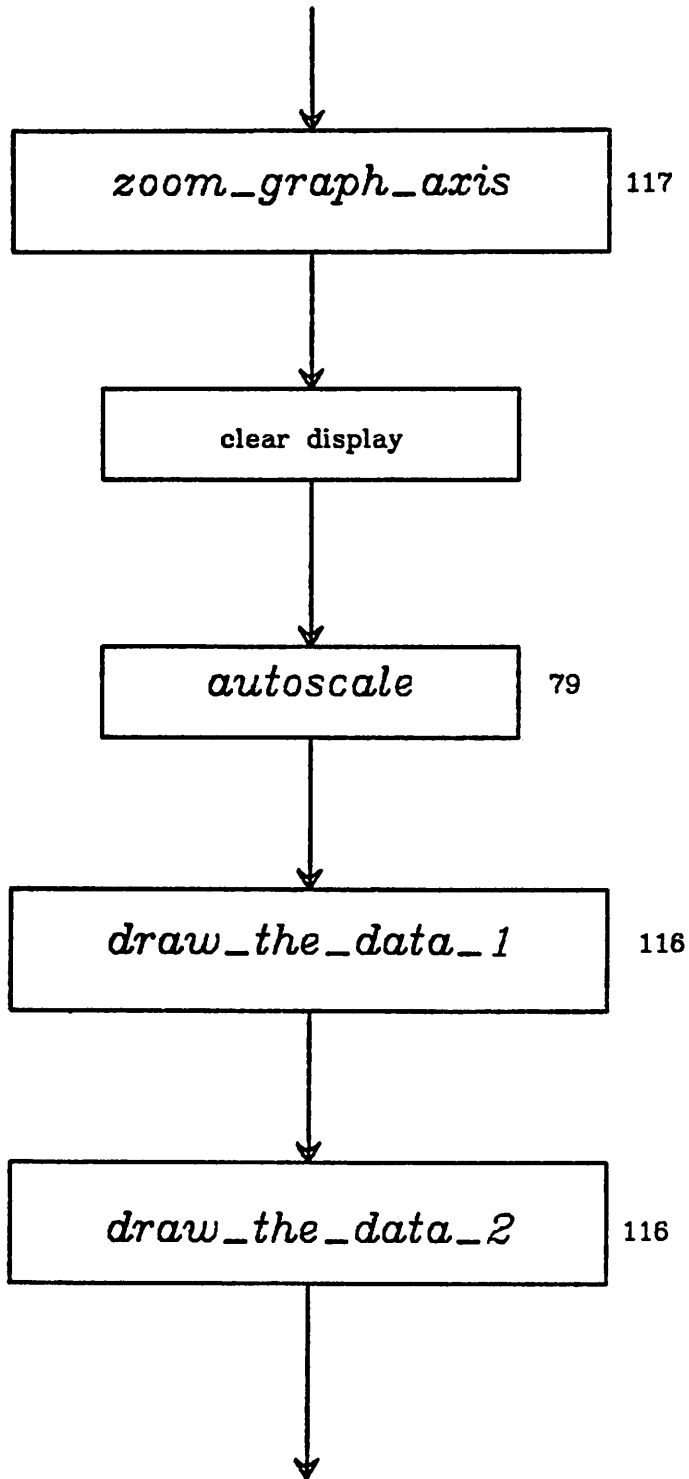 zoom_graph_axis 117
clear display
autoscale 79
draw_the_data_1 116
draw_the_data_2 116